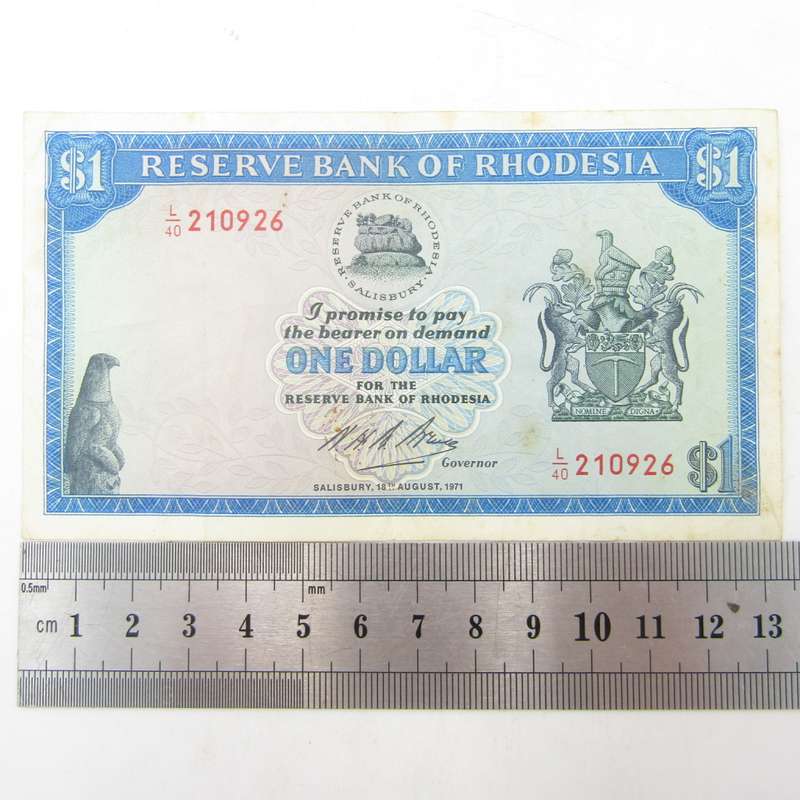 $1 RESERVE BANK OF RHODESIA $1
L/40 210926
RESERVE BANK OF RHODESIA
· SALISBURY ·
I promise to pay
the bearer on demand
ONE DOLLAR
FOR THE
RESERVE BANK OF RHODESIA
NOMINE DIGNA
Governor
L/40 210926
$1
SALISBURY, 18TH AUGUST, 1971
0.5mm mm
cm 1 2 3 4 5 6 7 8 9 10 11 12 13